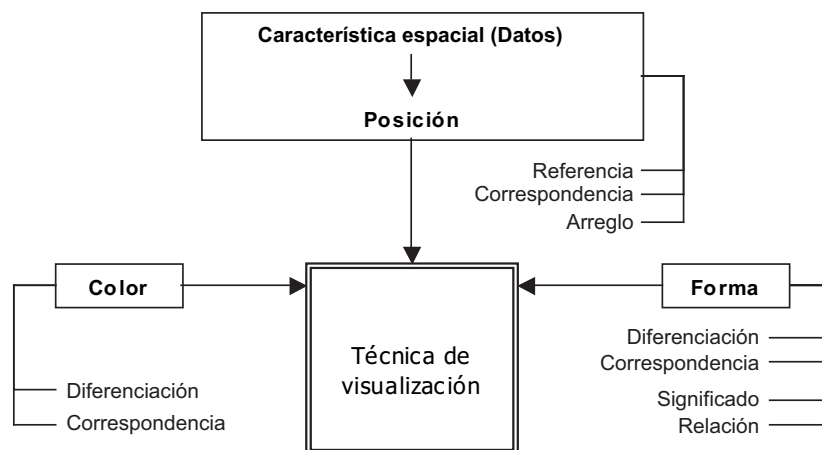 Característica espacial (Datos)
Posición
Referencia
Correspondencia
Arreglo
Color
Forma
Técnica de
visualización
Diferenciación
Correspondencia
Diferenciación
Correspondencia
Significado
Relación